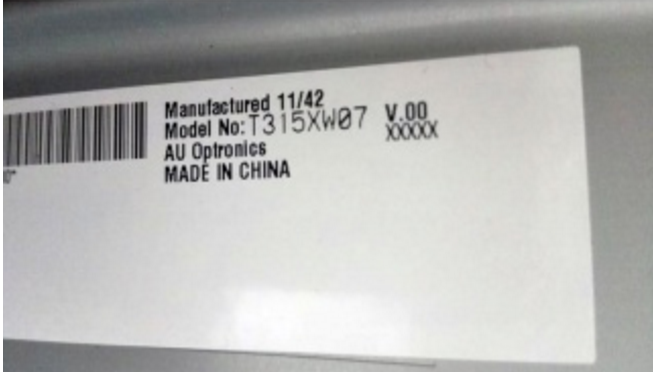 Manufactured 11/42
Model No: T315XW07 V.00
XXXXX
AU Optronics
MADE IN CHINA